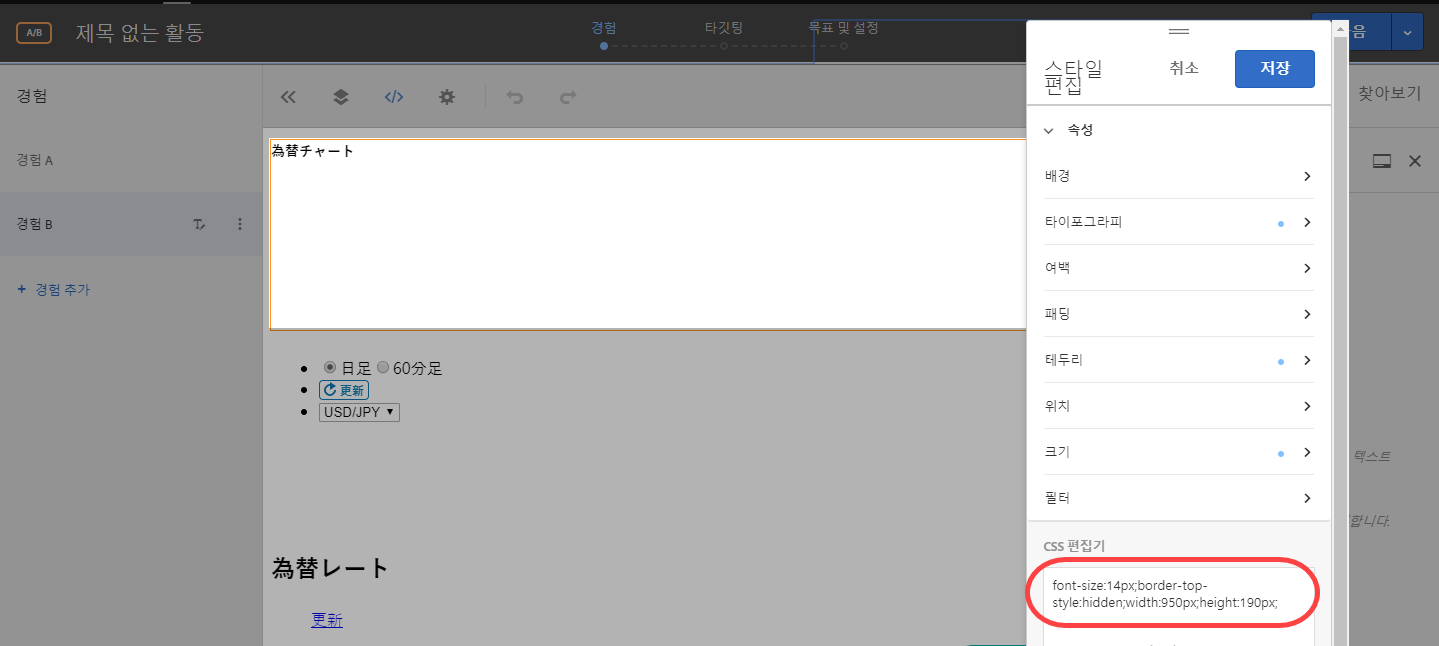 A/B
제목 없는 활동
경험
타깃팅
목표 및 설정
음
경험
경험 A
경험 B
+ 경험 추가
為替チャート
日足 60分足
更新
USD/JPY
為替レート
更新
스타일
편집
취소
저장
속성
배경
타이포그라피
여백
패딩
테두리
위치
크기
필터
CSS 편집기
font-size:14px;border-top-
style:hidden;width:950px;height:190px;
찾아보기
텍스트
합니다.